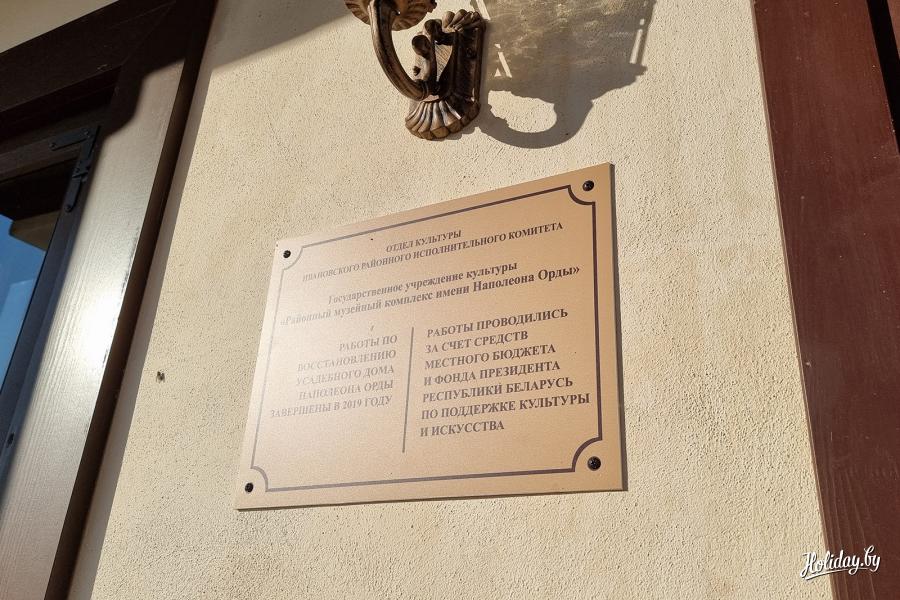 ОТДЕЛ КУЛЬТУРЫ
ИВАНОВСКОГО РАЙОННОГО ИСПОЛНИТЕЛЬНОГО КОМИТЕТА
Государственное учреждение культуры
«Районный музейный комплекс имени Наполеона Орды»
РАБОТЫ ПО
ВОССТАНОВЛЕНИЮ
УСАДЕБНОГО ДОМА
НАПОЛЕОНА ОРДЫ
ЗАВЕРШЕНЫ В 2019 ГОДУ
РАБОТЫ ПРОВОДИЛИСЬ
ЗА СЧЕТ СРЕДСТВ
МЕСТНОГО БЮДЖЕТА
И ФОНДА ПРЕЗИДЕНТА
РЕСПУБЛИКИ БЕЛАРУСЬ
ПО ПОДДЕРЖКЕ КУЛЬТУРЫ
И ИСКУССТВА
Holiday.by